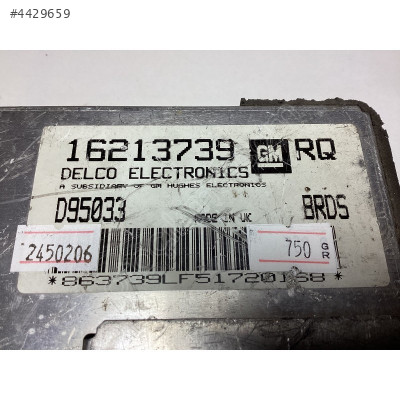 #4429659
16213739 GM RQ
DELCO ELECTRONICS
A SUBSIDIARY OF GM HUGHES ELECTRONICS
D95033 MADE IN UK BRDS
2450206 750 GR